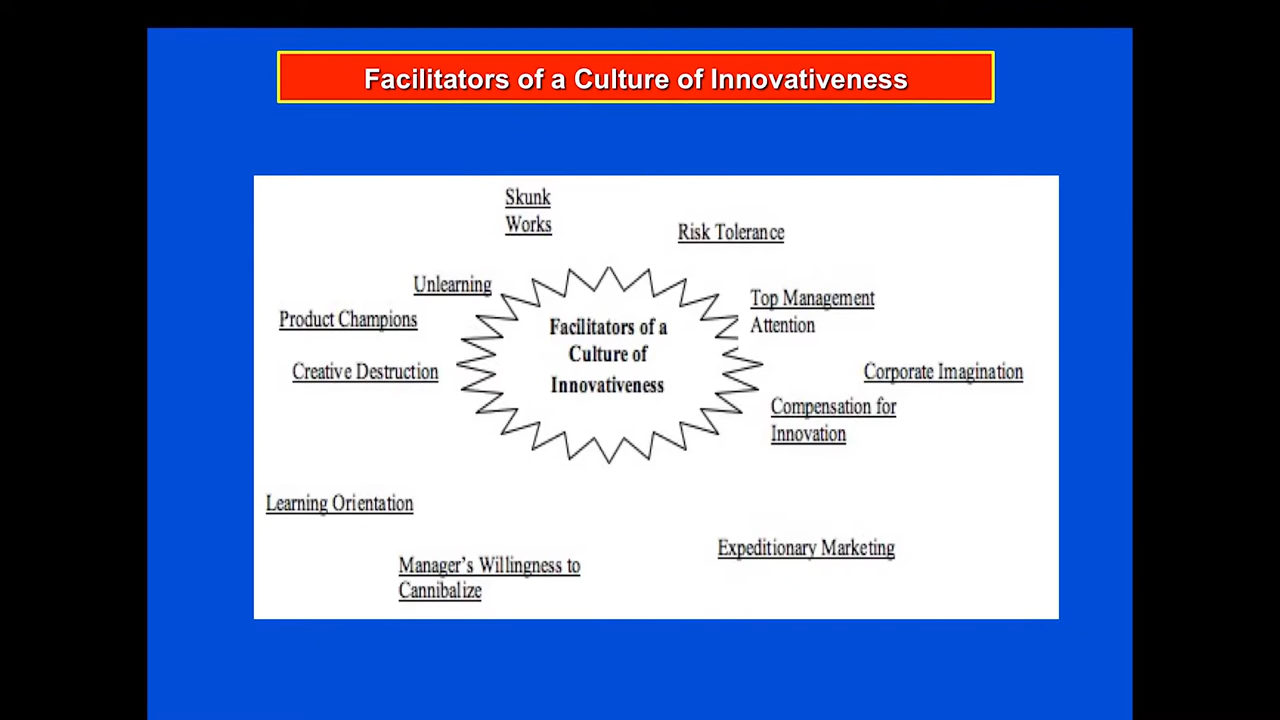 Facilitators of a Culture of Innovativeness
Skunk
Works
Risk Tolerance
Unlearning
Top Management
Attention
Product Champions
Facilitators of a
Culture of
Innovativeness
Creative Destruction
Corporate Imagination
Compensation for
Innovation
Learning Orientation
Expeditionary Marketing
Manager's Willingness to
Cannibalize